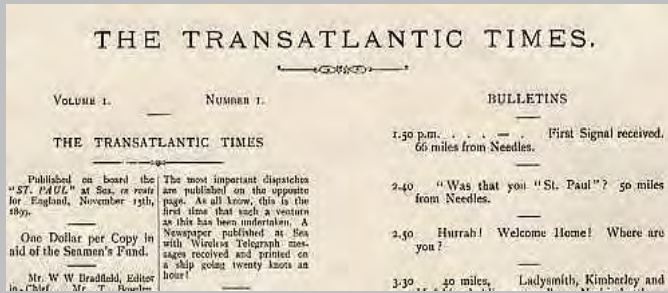 THE TRANSATLANTIC TIMES.
VOLUME 1. NUMBER 1.
THE TRANSATLANTIC TIMES
Published on board the
"ST. PAUL" at Sea, en route
for England, November 15th,
1899.
One Dollar per Copy in
aid of the Seamen's Fund.
Mr. W W Bradfield, Editor
in-Chief, Mr. T. Bowden
The most important dispatches
are published on the opposite
page. As all know, this is the
first time that such a venture
as this has been undertaken. A
Newspaper published at Sea
with Wireless Telegraph mes-
sages received and printed on
a ship going twenty knots an
hour!
BULLETINS
1.50 p.m. . . . — . First Signal received.
66 miles from Needles.
2.40 "Was that you "St. Paul"? 50 miles
from Needles.
2.50 Hurrah! Welcome Home! Where are
you?
3.30 40 miles, Ladysmith, Kimberley and